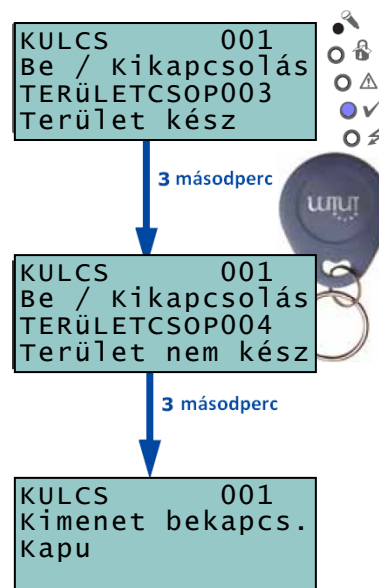 KULCS 001
Be / Kikapcsolás
TERüLETCSOP003
Terület kész
3 másodperc
inim
KULCS 001
Be / Kikapcsolás
TERüLETCSOP004
Terület nem kész
3 másodperc
KULCS 001
Kimenet bekapcs.
Kapu